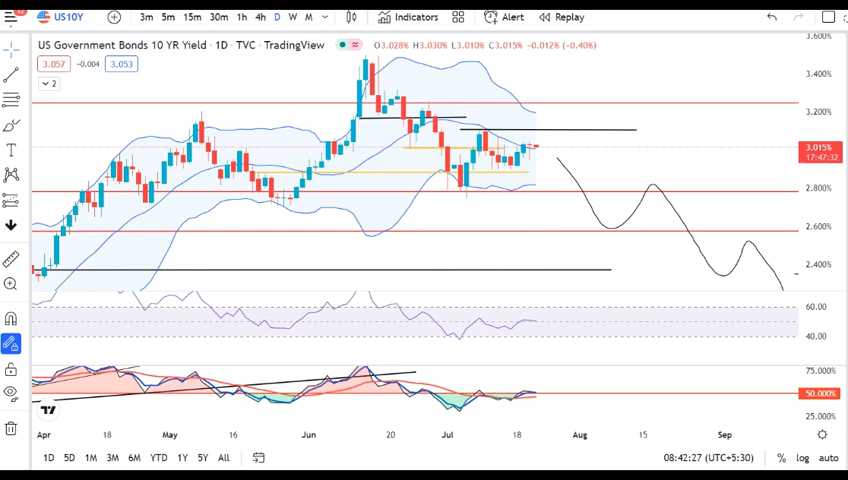 US10Y 3m 5m 15m 30m 1h 4h D W M Indicators Alert Replay
US Government Bonds 10 YR Yield · 1D · TVC · TradingView O3.028% H3.030% L3.010% C3.015% -0.012% (-0.40%)
3.057 -0.004 3.053
2
3.600%
3.400%
3.200%
3.015%
17:47:32
2.800%
2.600%
2.400%
60.00
40.00
75.000%
50.000%
25.000%
Apr 18 May 16 Jun 20 Jul 18 Aug 15 Sep
1D 5D 1M 3M 6M YTD 1Y 5Y All 08:42:27 (UTC+5:30) % log auto